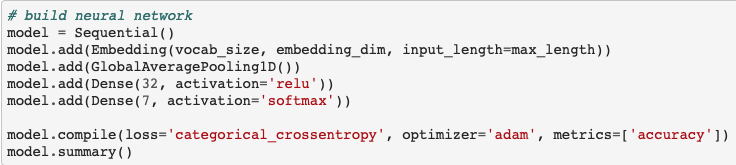 # build neural network
model = Sequential()
model.add(Embedding(vocab_size, embedding_dim, input_length=max_length))
model.add(GlobalAveragePooling1D())
model.add(Dense(32, activation='relu'))
model.add(Dense(7, activation='softmax'))
model.compile(loss='categorical_crossentropy', optimizer='adam', metrics=['accuracy'])
model.summary()